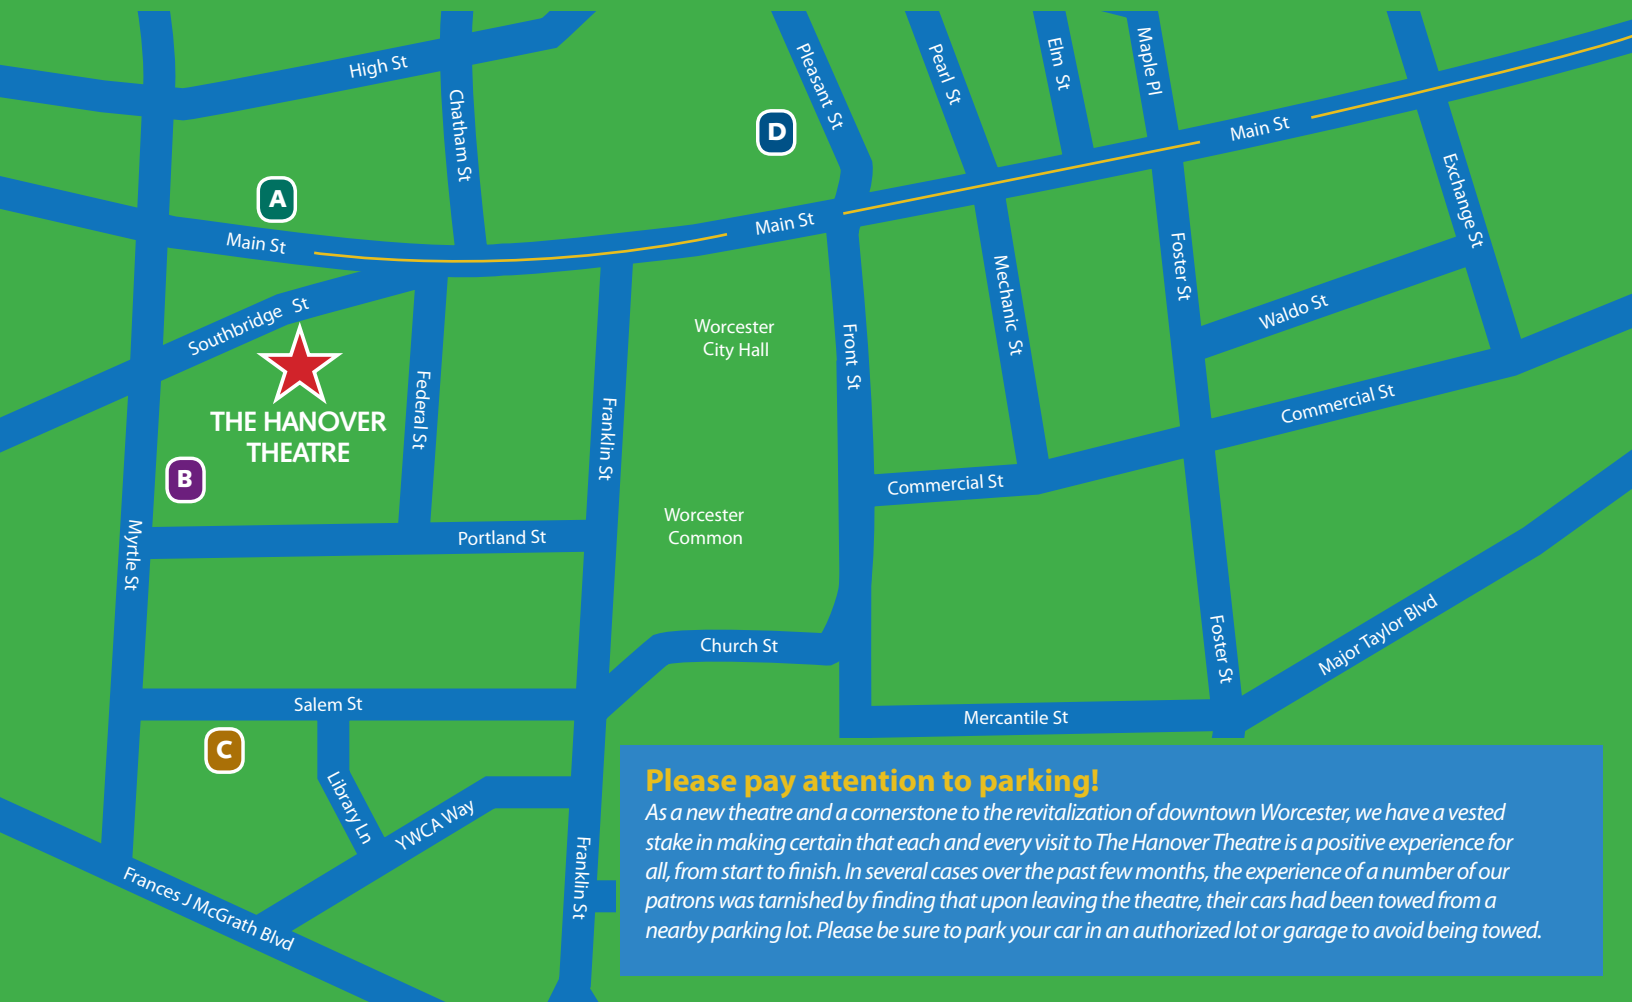 High St
Chatham St
Pleasant St
Pearl St
Elm St
Maple Pl
D
Main St
A
Main St
Main St
Exchange St
Southbridge St
Foster St
Mechanic St
Waldo St
Worcester
City Hall
Front St
THE HANOVER
THEATRE
Federal St
Franklin St
Commercial St
B
Commercial St
Myrtle St
Portland St
Worcester
Common
Church St
Foster St
Major Taylor Blvd
Salem St
Mercantile St
C
Library Ln
YWCA Way
Franklin St
Frances J McGrath Blvd
Please pay attention to parking!
As a new theatre and a cornerstone to the revitalization of downtown Worcester, we have a vested
stake in making certain that each and every visit to The Hanover Theatre is a positive experience for
all, from start to finish. In several cases over the past few months, the experience of a number of our
patrons was tarnished by finding that upon leaving the theatre, their cars had been towed from a
nearby parking lot. Please be sure to park your car in an authorized lot or garage to avoid being towed.